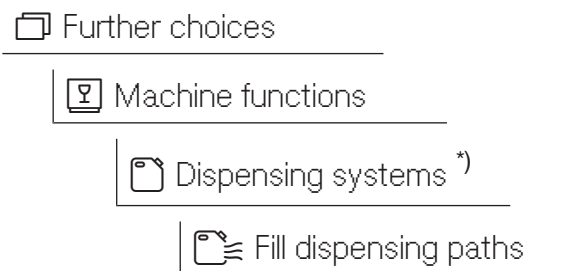 Further choices
Machine functions
Dispensing systems *)
Fill dispensing paths